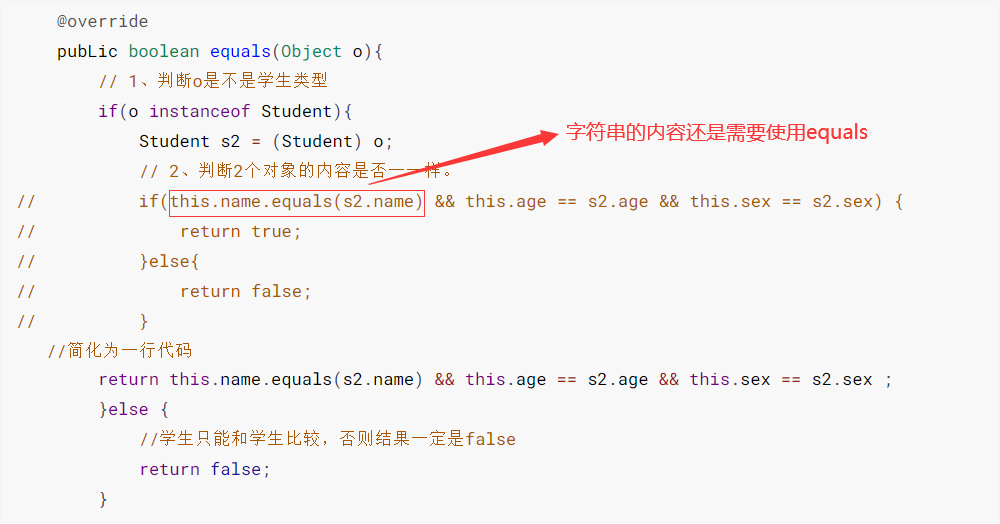 @override
pubLic boolean equals(Object o){
// 1、判断o是不是学生类型
if(o instanceof Student){
Student s2 = (Student) o;
字符串的内容还是需要使用equals
// 2、判断2个对象的内容是否一一样。
// if(this.name.equals(s2.name) && this.age == s2.age && this.sex == s2.sex) {
// return true;
// }else{
// return false;
// }
//简化为一行代码
return this.name.equals(s2.name) && this.age == s2.age && this.sex == s2.sex ;
}else {
//学生只能和学生比较，否则结果一定是false
return false;
}